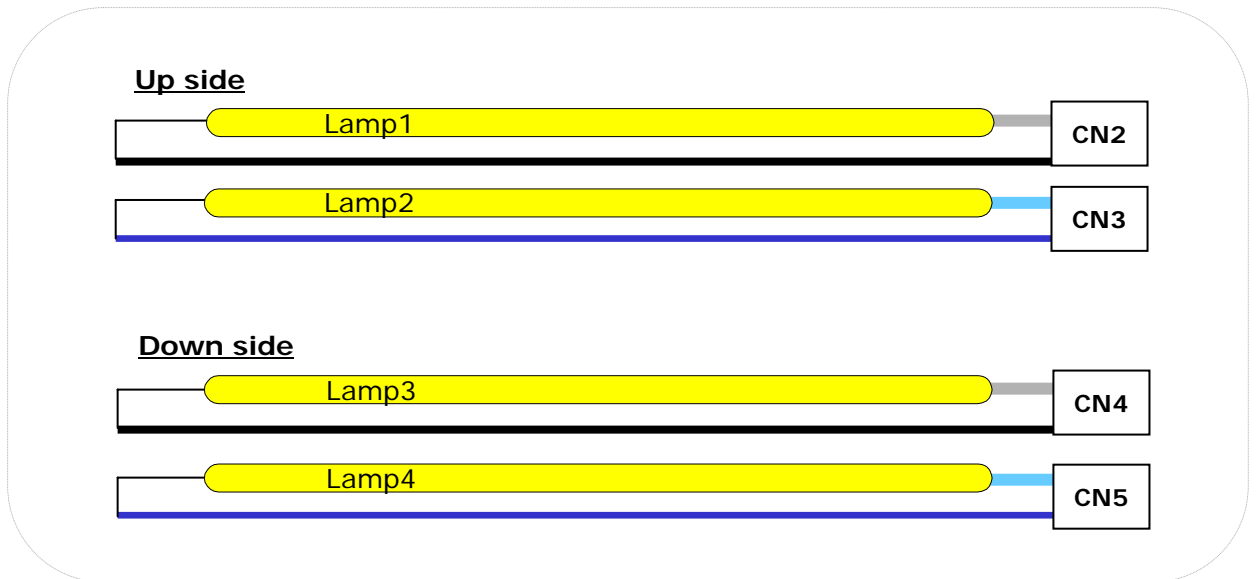 Up side
Lamp1
CN2
Lamp2
CN3
Down side
Lamp3
CN4
Lamp4
CN5